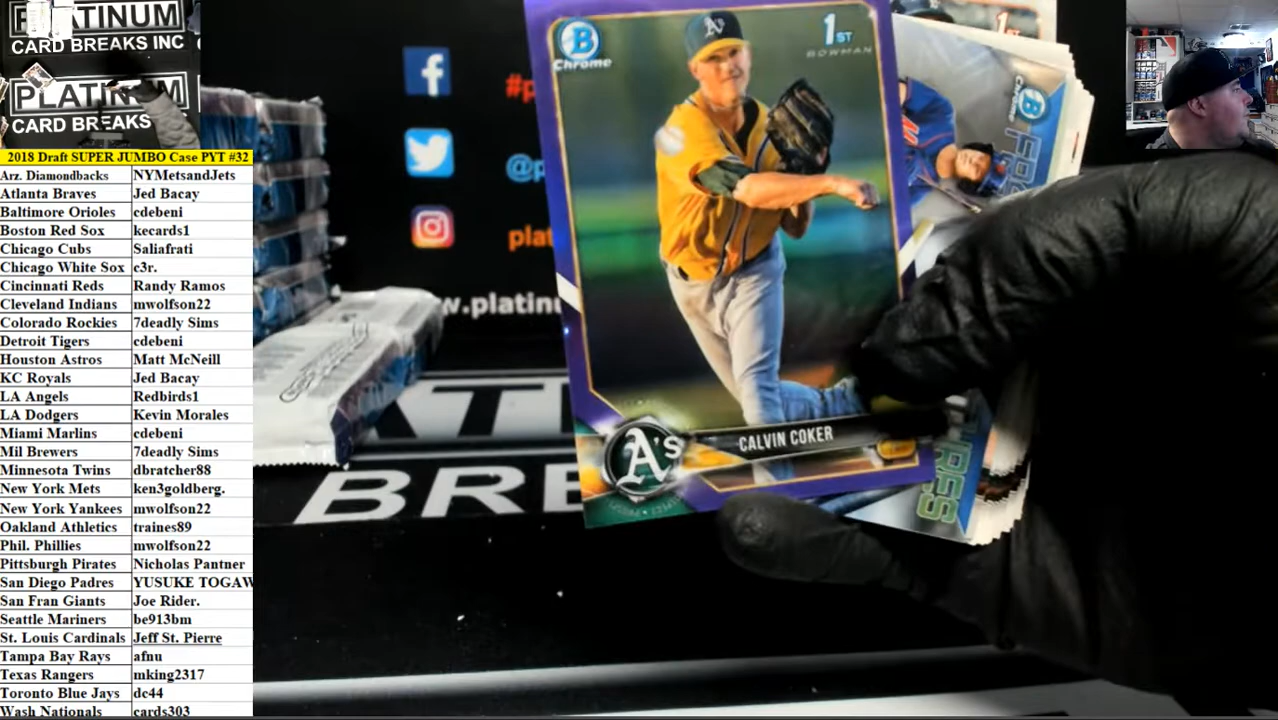 PLATINUM
CARD BREAKS INC
PLATINUM
CARD BREAKS
2018 Draft SUPER JUMBO Case PYT #32
Arz. Diamondbacks NYMetsandJets
Atlanta Braves Jed Bacay
Baltimore Orioles cdebeni
Boston Red Sox kecards1
Chicago Cubs Saliafrati
Chicago White Sox c3r.
Cincinnati Reds Randy Ramos
Cleveland Indians mwolfson22
Colorado Rockies 7deadly Sims
Detroit Tigers cdebeni
Houston Astros Matt McNeill
KC Royals Jed Bacay
LA Angels Redbirds1
LA Dodgers Kevin Morales
Miami Marlins cdebeni
Mil Brewers 7deadly Sims
Minnesota Twins dbratcher88
New York Mets ken3goldberg.
New York Yankees mwolfson22
Oakland Athletics traines89
Phil. Phillies mwolfson22
Pittsburgh Pirates Nicholas Pantner
San Diego Padres YUSUKE TOGAW
San Fran Giants Joe Rider.
Seattle Mariners be913bm
St. Louis Cardinals Jeff St. Pierre
Tampa Bay Rays afnu
Texas Rangers mking2317
Toronto Blue Jays dc44
Wash Nationals cards303
f
#p
@p
plat
w.platinu
BRE
B
Chrome
1ST
BOWMAN
A's
CALVIN COKER
A's
B
Chrome
1ST